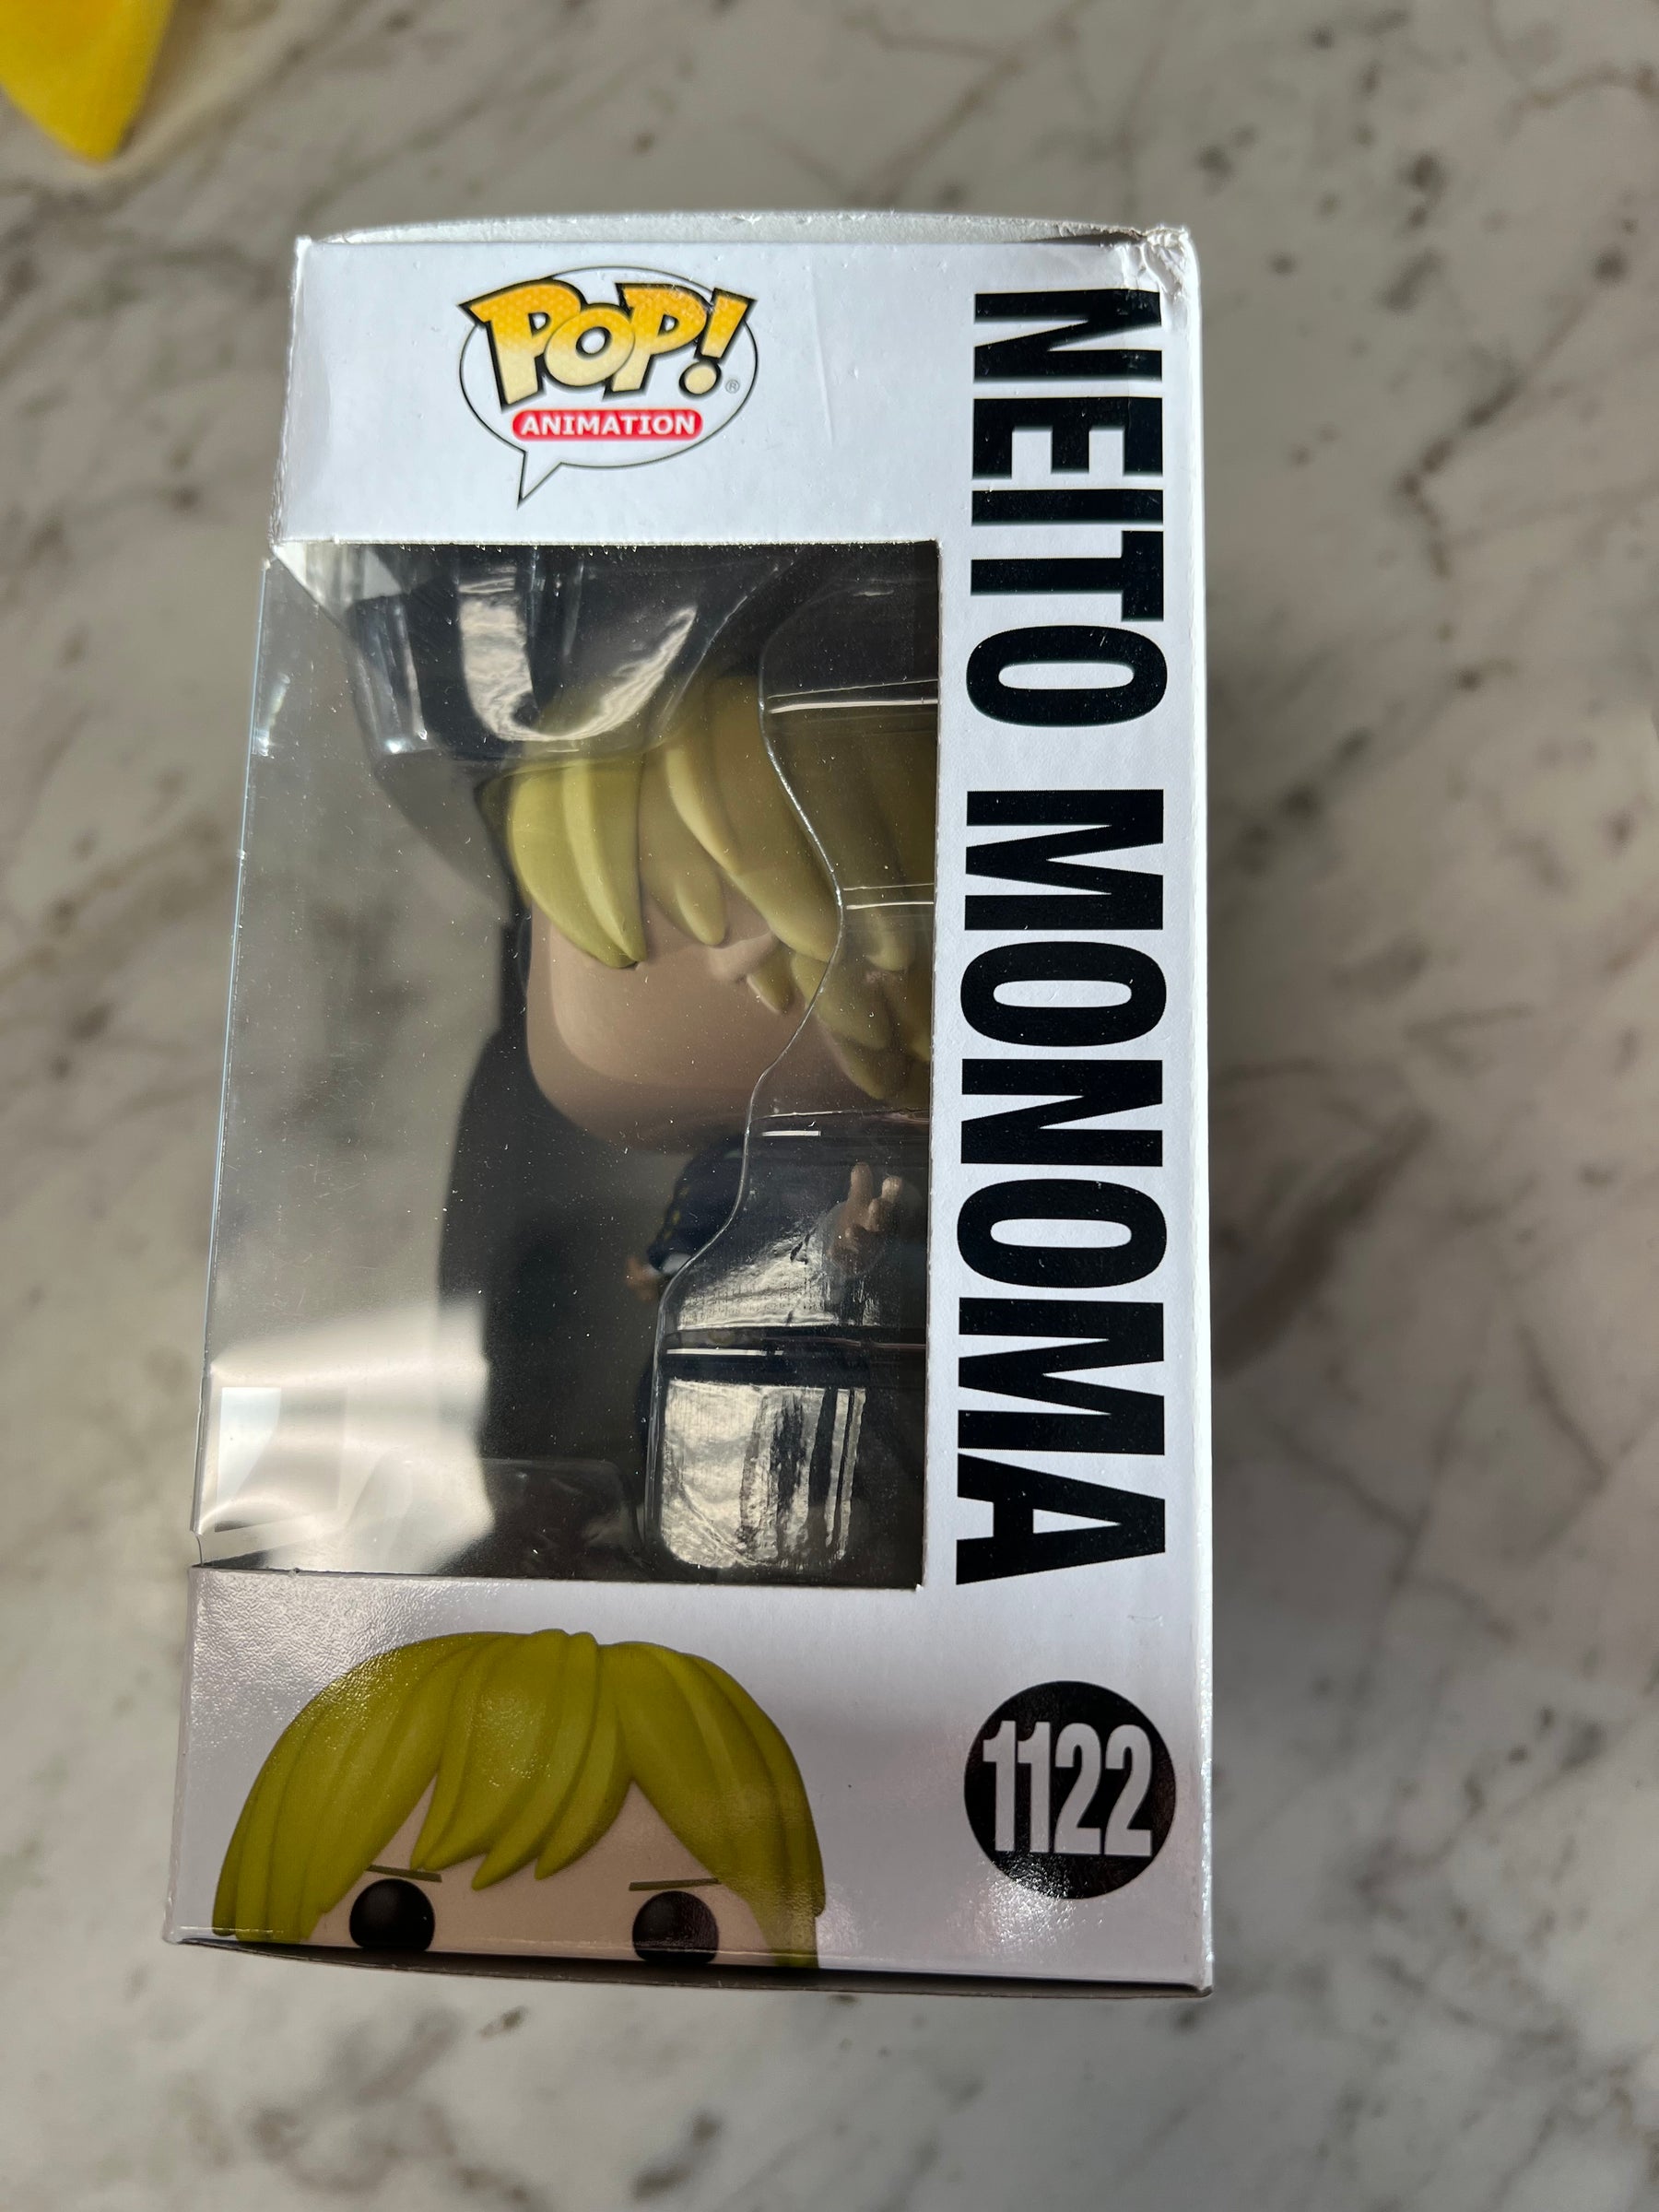 POP!
®
ANIMATION
NEITO MONOMA
1122